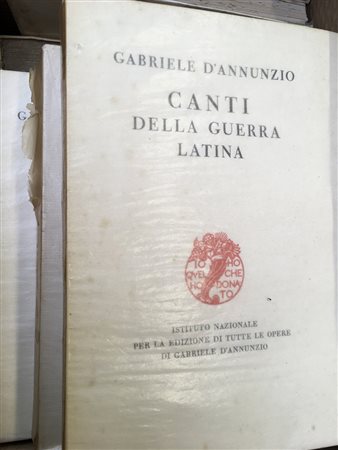 GABRIELE D'ANNUNZIO
CANTI
DELLA GUERRA
LATINA
IO HO
QVEL CHE
HO DONA
TO
ISTITUTO NAZIONALE
PER LA EDIZIONE DI TUTTE LE OPERE
DI GABRIELE D'ANNUNZIO
G